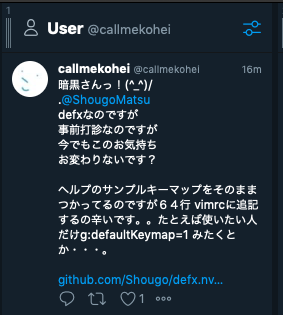 1
User @callmekohei
callmekohei @callmekohei 16m
暗黒さんっ！(^_^)/
.@ShougoMatsu
defxなのですが
事前打診なのですが
今でもこのお気持ち
お変わりないです？
ヘルプのサンプルキーマップをそのまま
つかってるのですが６４行 vimrcに追記
するの辛いです。。たとえば使いたい人
だけg:defaultKeymap=1 みたくと
か・・・。
github.com/Shougo/defx.nv...
1